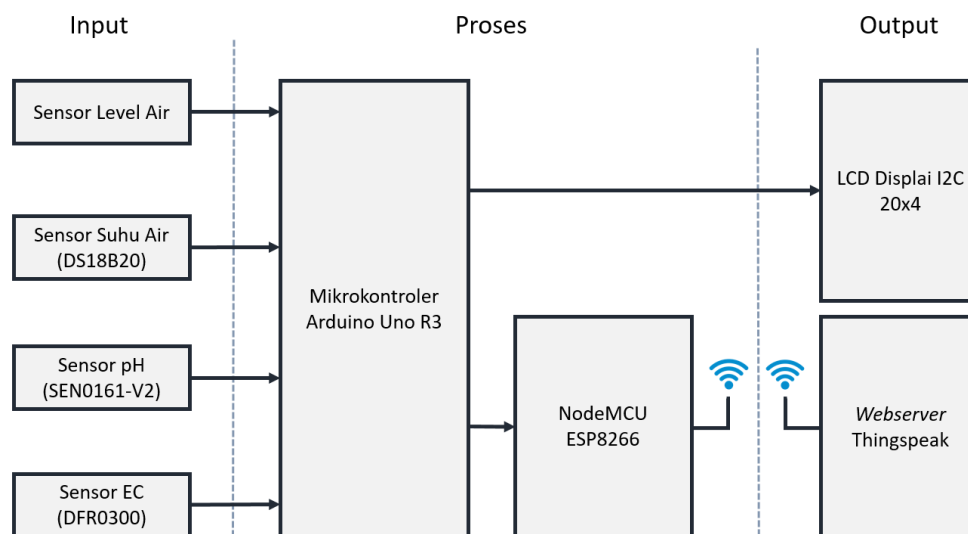 Input
Proses
Output
Sensor Level Air
Sensor Suhu Air
(DS18B20)
Sensor pH
(SEN0161-V2)
Sensor EC
(DFR0300)
Mikrokontroler
Arduino Uno R3
NodeMCU
ESP8266
LCD Displai I2C
20x4
Webserver
Thingspeak